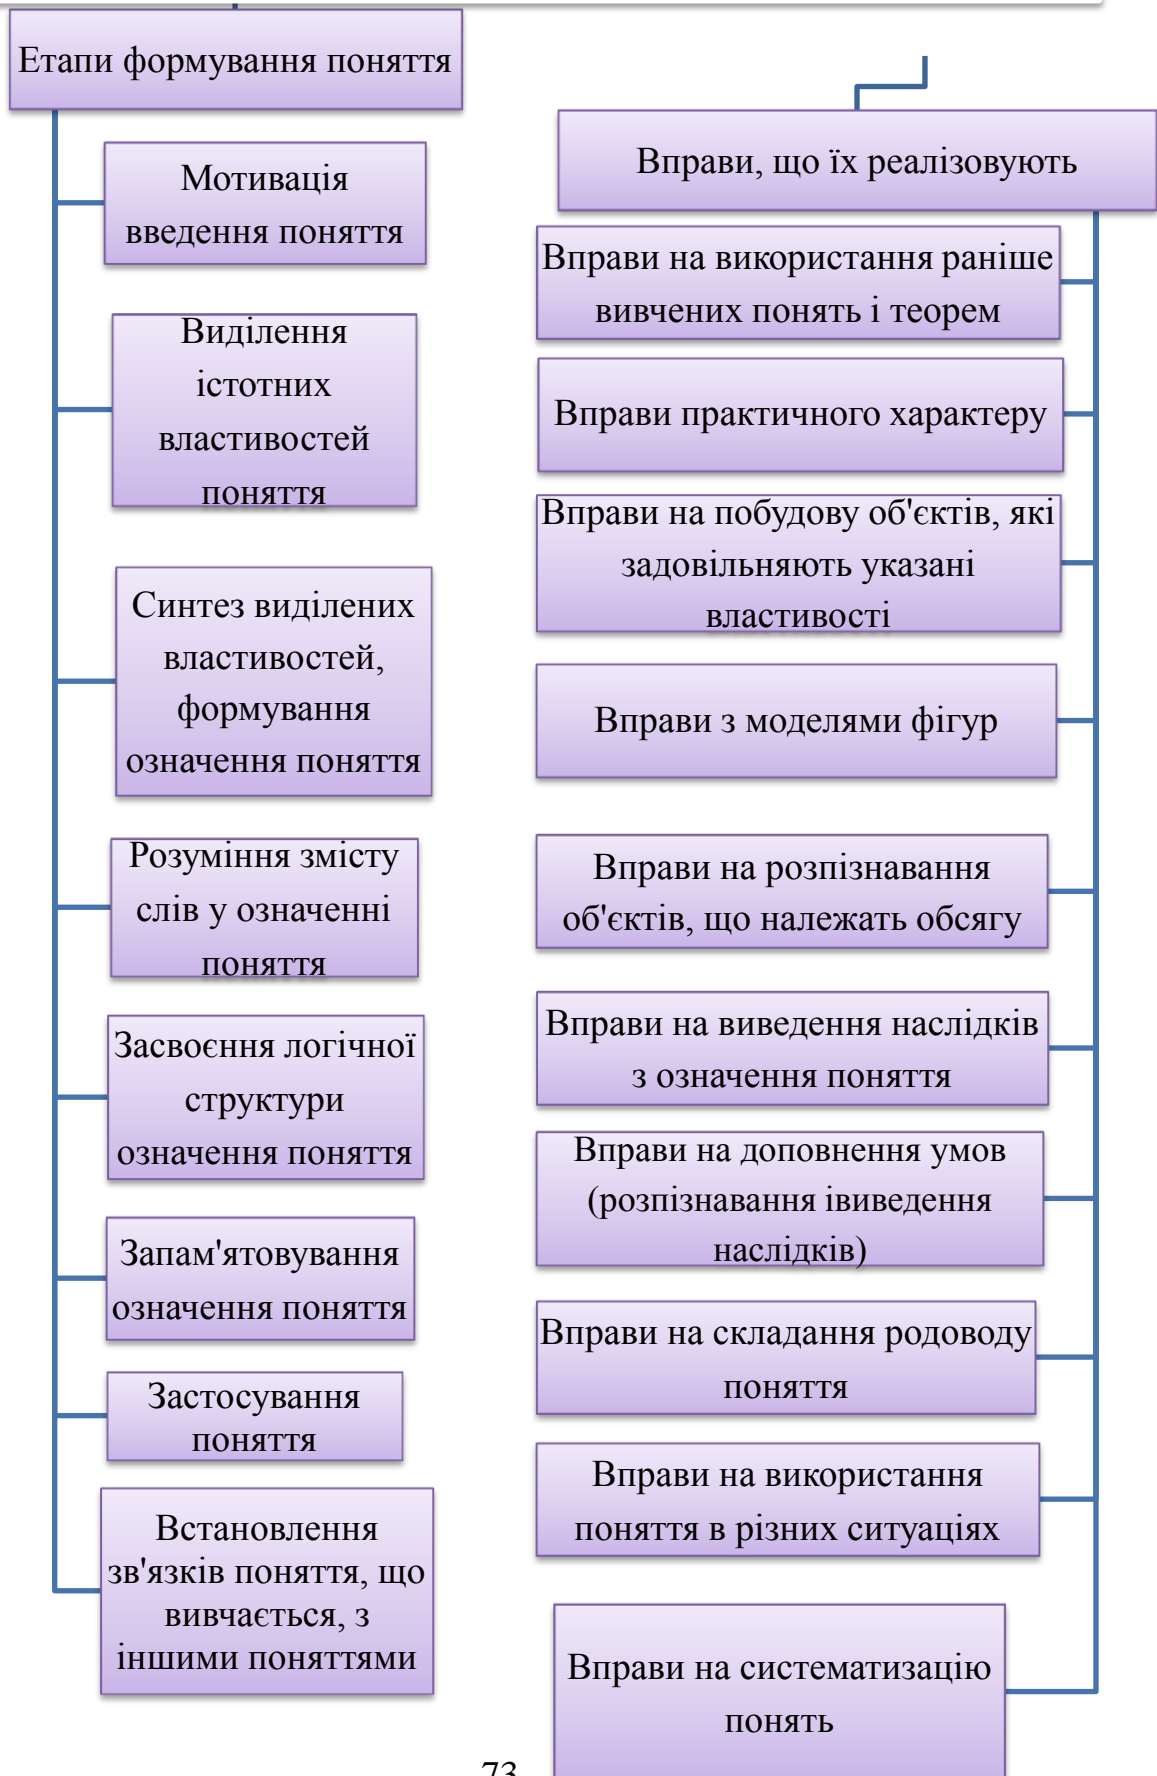 Етапи формування поняття
Мотивація
введення поняття
Виділення
істотних
властивостей
поняття
Синтез виділених
властивостей,
формування
означення поняття
Розуміння змісту
слів у означенні
поняття
Засвоєння логічної
структури
означення поняття
Запам'ятовування
означення поняття
Застосування
поняття
Встановлення
зв'язків поняття, що
вивчається, з
іншими поняттями
Вправи, що їх реалізовують
Вправи на використання раніше
вивчених понять і теорем
Вправи практичного характеру
Вправи на побудову об'єктів, які
задовільняють указані
властивості
Вправи з моделями фігур
Вправи на розпізнавання
об'єктів, що належать обсягу
Вправи на виведення наслідків
з означення поняття
Вправи на доповнення умов
(розпізнавання івиведення
наслідків)
Вправи на складання родоводу
поняття
Вправи на використання
поняття в різних ситуаціях
Вправи на систематизацію
понять
73